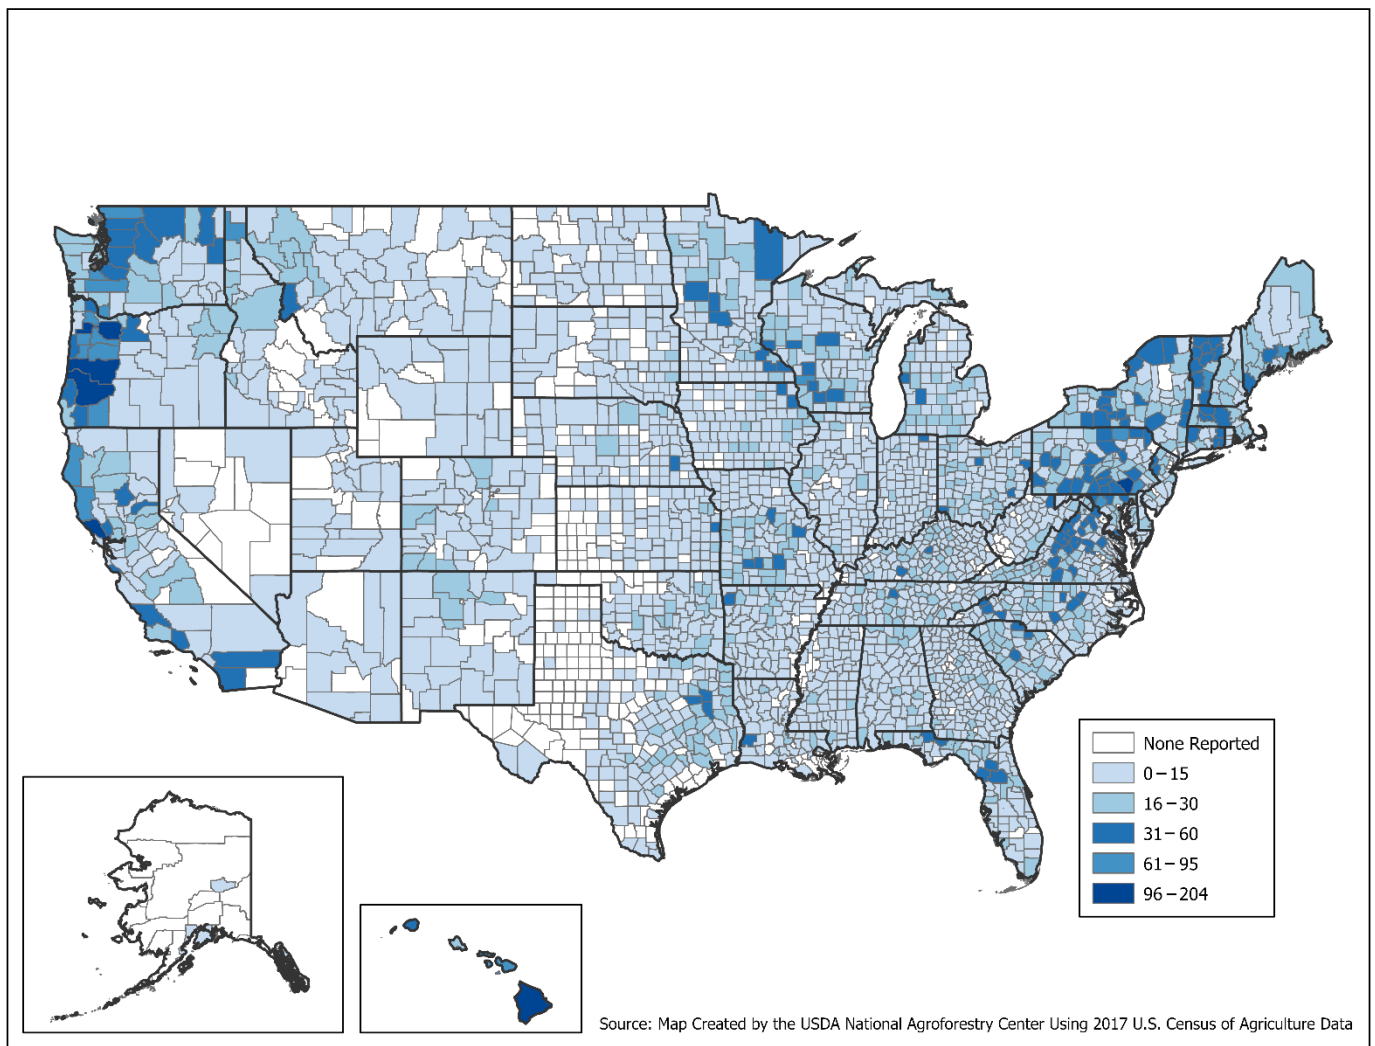 None Reported
0 – 15
16 – 30
31 – 60
61 – 95
96 – 204
Source: Map Created by the USDA National Agroforestry Center Using 2017 U.S. Census of Agriculture Data